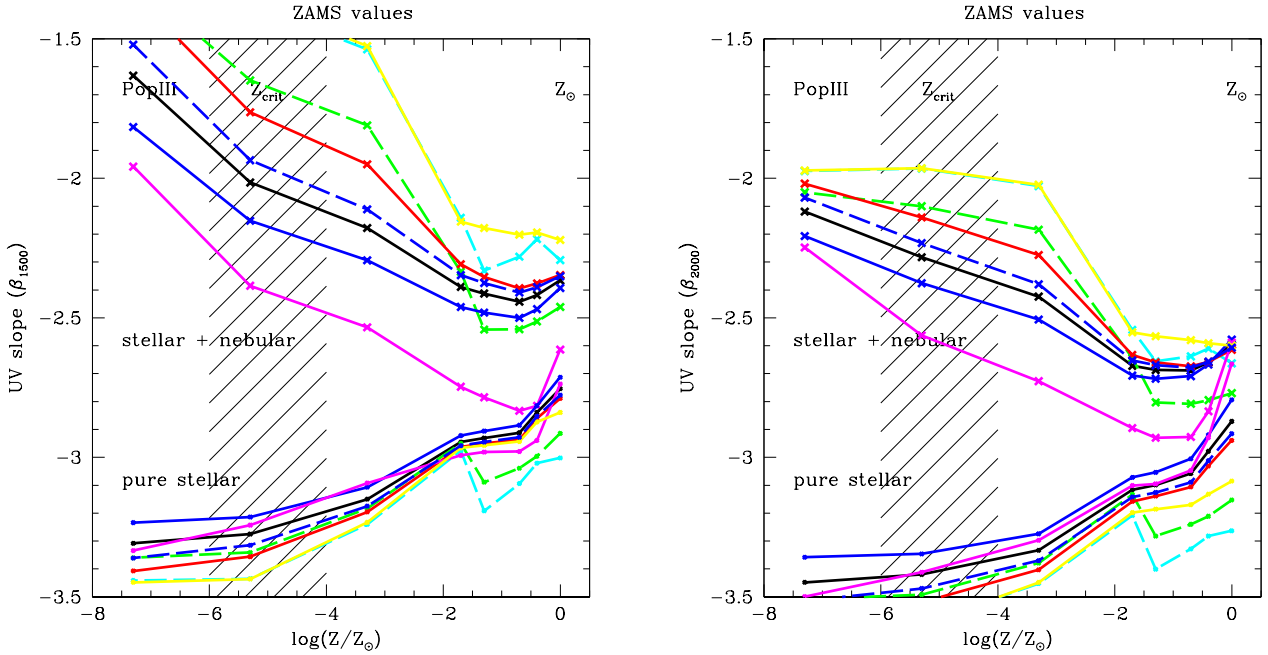 ZAMS values
−1.5
−2
−2.5
−3
−3.5
UV slope (β₁₅₀₀)
PopIII
Z_crit
Z_⊙
stellar + nebular
pure stellar
−8
−6
−4
−2
0
log(Z/Z_⊙)
ZAMS values
−1.5
−2
−2.5
−3
−3.5
UV slope (β₂₀₀₀)
PopIII
Z_crit
Z_⊙
stellar + nebular
pure stellar
−8
−6
−4
−2
0
log(Z/Z_⊙)